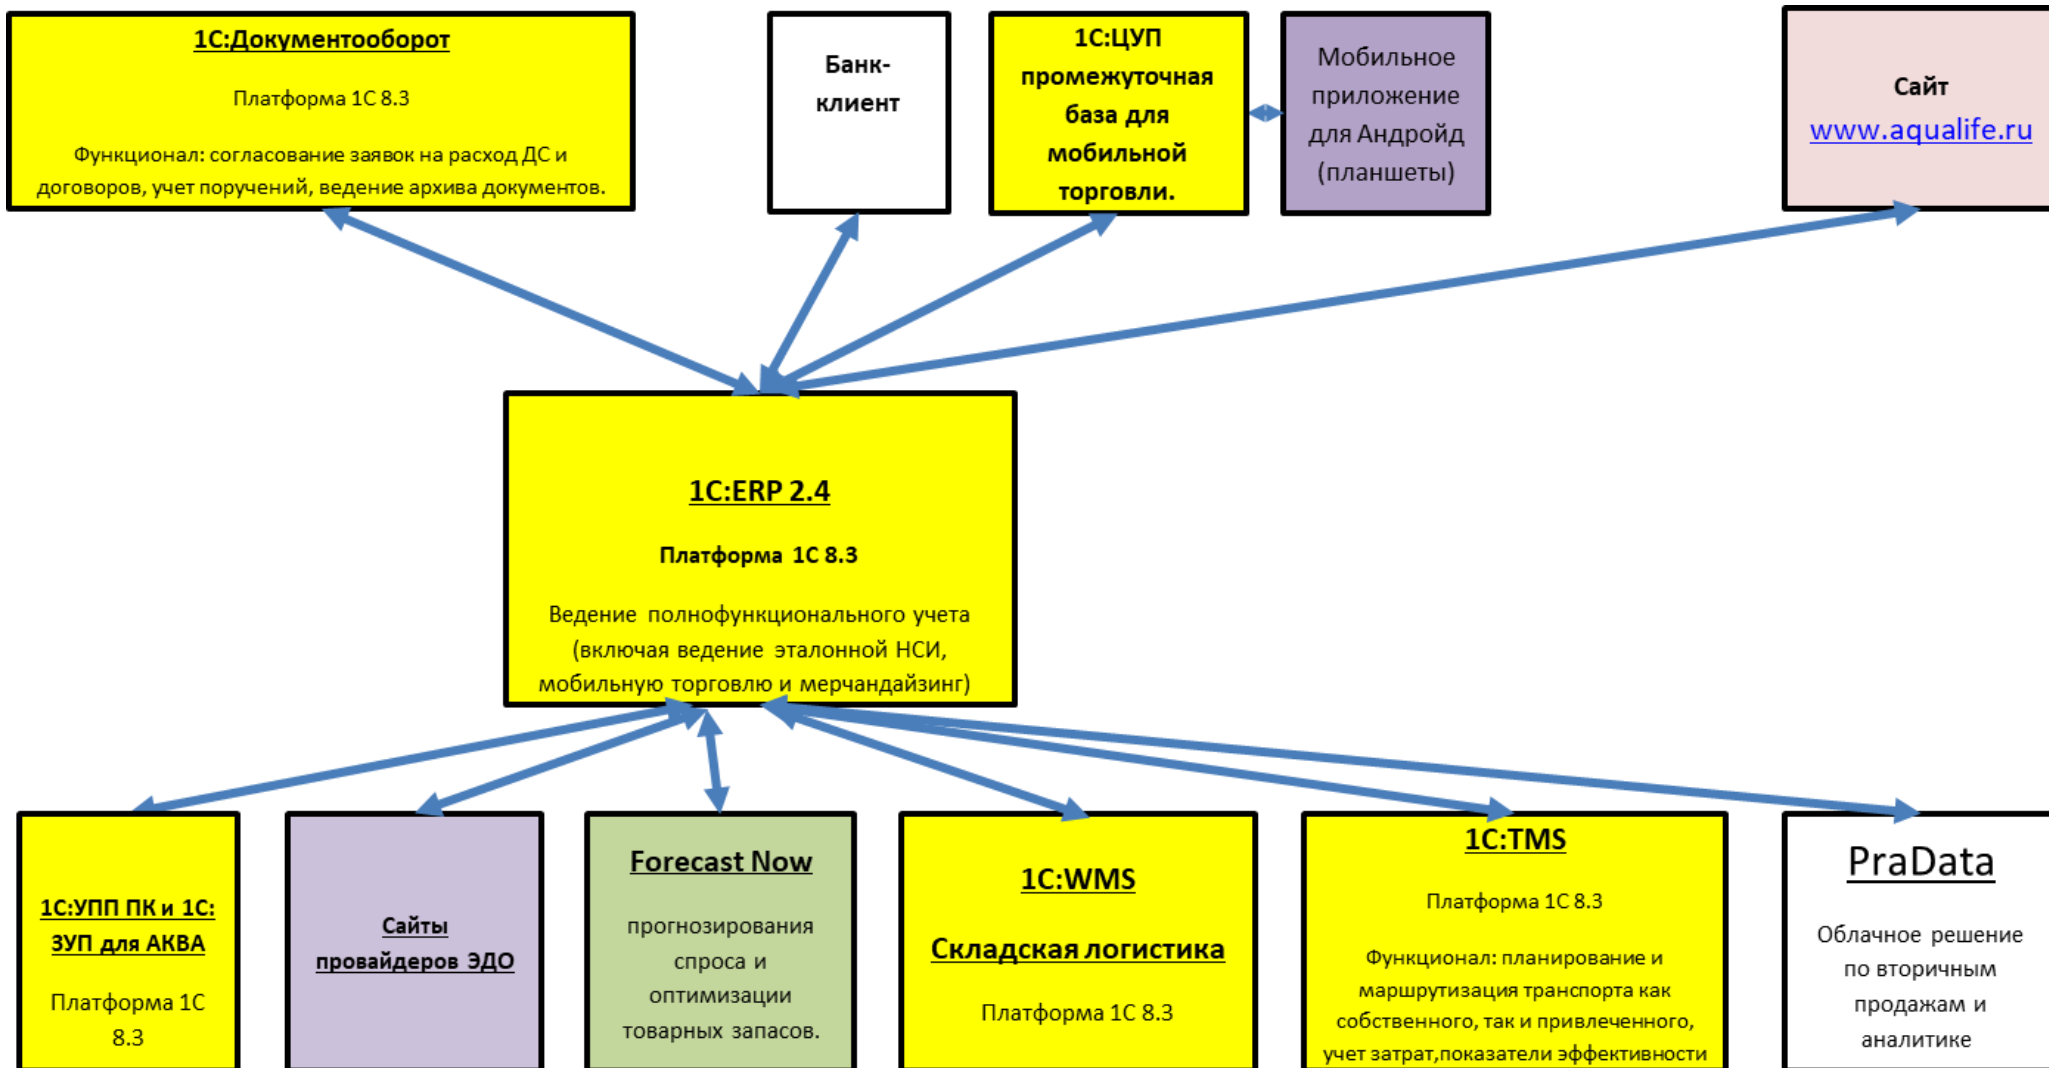 1С:Документооборот
Платформа 1С 8.3
Функционал: согласование заявок на расход ДС и
договоров, учет поручений, ведение архива документов.
Банк-
клиент
1С:ЦУП
промежуточная
база для
мобильной
торговли.
Мобильное
приложение
для Андройд
(планшеты)
Сайт
www.aqualife.ru
1С:ERP 2.4
Платформа 1С 8.3
Ведение полнофункционального учета
(включая ведение эталонной НСИ,
мобильную торговлю и мерчандайзинг)
1С:УПП ПК и 1С:
ЗУП для АКВА
Платформа 1С
8.3
Сайты
провайдеров ЭДО
Forecast Now
прогнозирования
спроса и
оптимизации
товарных запасов.
1С:WMS
Складская логистика
Платформа 1С 8.3
1С:TMS
Платформа 1С 8.3
Функционал: планирование и
маршрутизация транспорта как
собственного, так и привлеченного,
учет затрат,показатели эффективности
PraData
Облачное решение
по вторичным
продажам и
аналитике